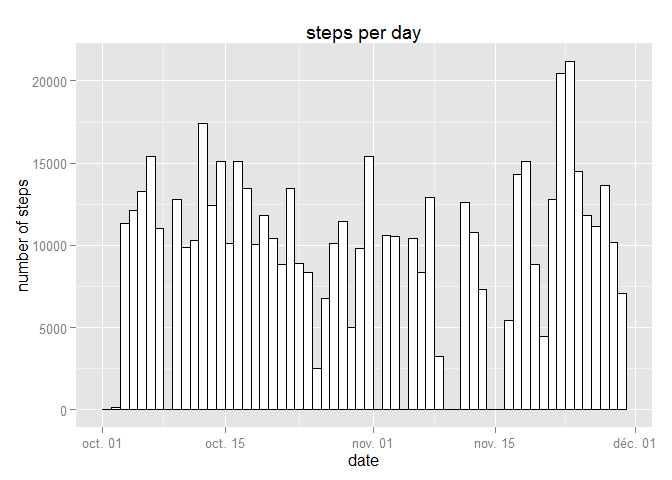 steps per day
number of steps
20000
15000
10000
5000
0
oct. 01 oct. 15 nov. 01 nov. 15 déc. 01
date